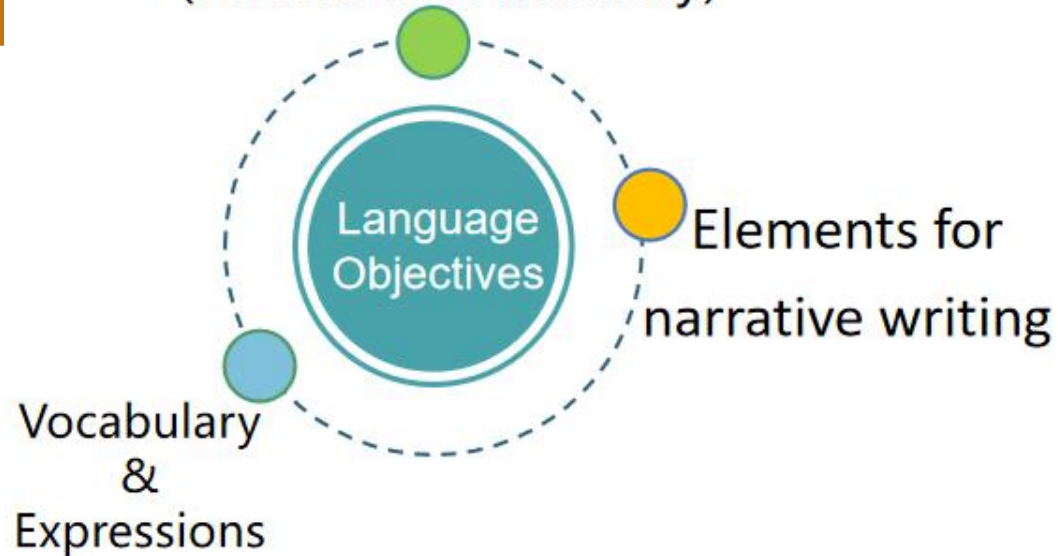 Language
Objectives
Elements for
narrative writing
Vocabulary
&
Expressions